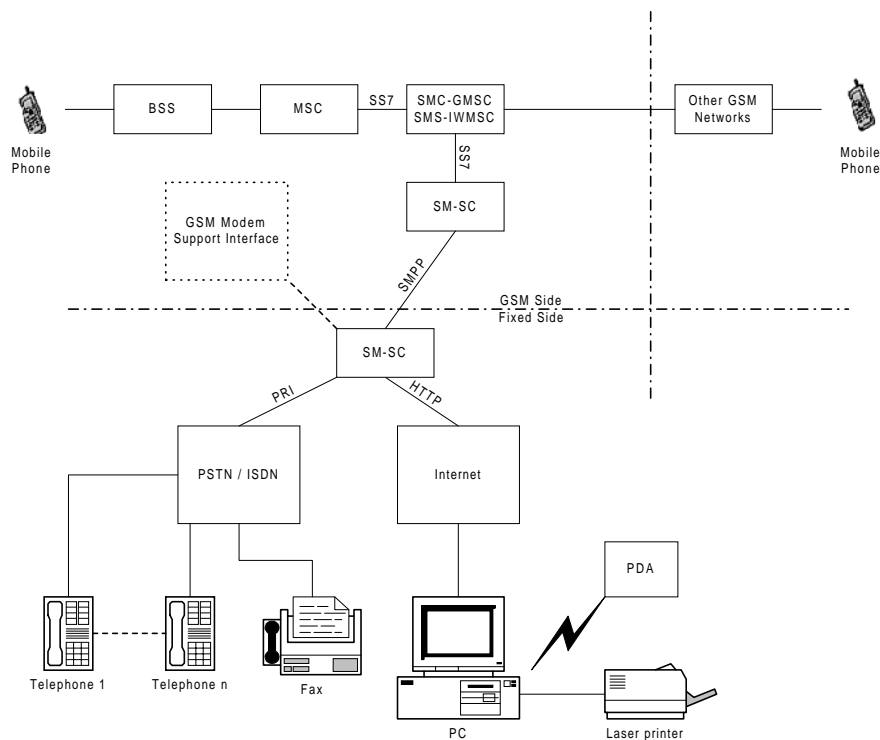 BSS
MSC
SS7
SMC-GMSC
SMS-IWMSC
Other GSM
Networks
Mobile
Phone
Mobile
Phone
SS7
SM-SC
GSM Modem
Support Interface
SMPP
GSM Side
Fixed Side
SM-SC
PRI
HTTP
PSTN / ISDN
Internet
PDA
Telephone 1
Telephone n
Fax
PC
Laser printer